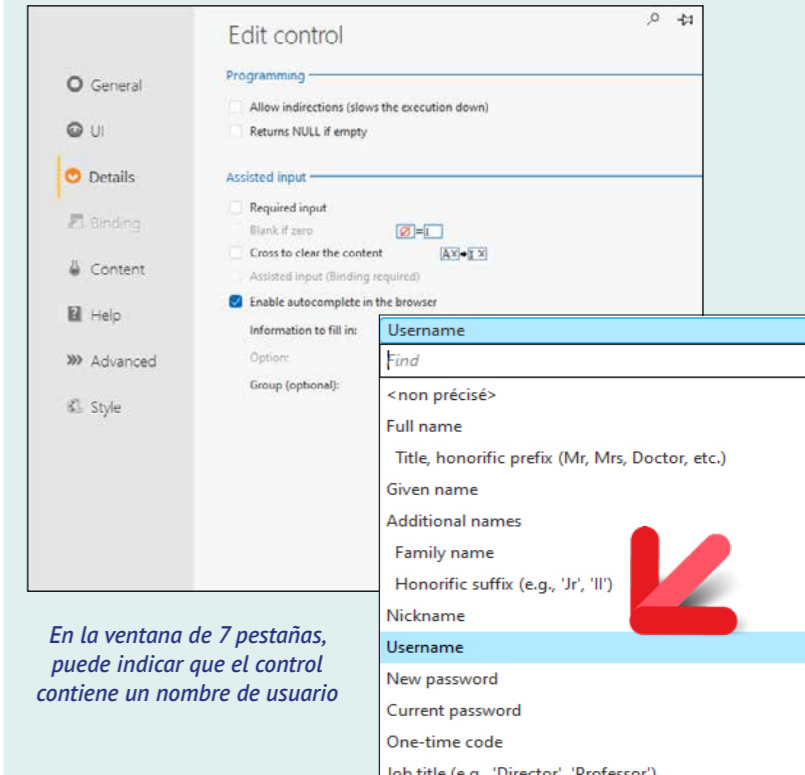 Edit control
General
UI
Details
Binding
Content
Help
Advanced
Style
Programming
Allow indirections (slows the execution down)
Returns NULL if empty
Assisted input
Required input
Blank if zero
Cross to clear the content
Assisted input (Binding required)
Enable autocomplete in the browser
Information to fill in:
Option:
Group (optional):
Username
Find
<non précisé>
Full name
Title, honorific prefix (Mr, Mrs, Doctor, etc.)
Given name
Additional names
Family name
Honorific suffix (e.g., 'Jr', 'II')
Nickname
Username
New password
Current password
One-time code
Job title (e.g., 'Director', 'Professor')
En la ventana de 7 pestañas,
puede indicar que el control
contiene un nombre de usuario